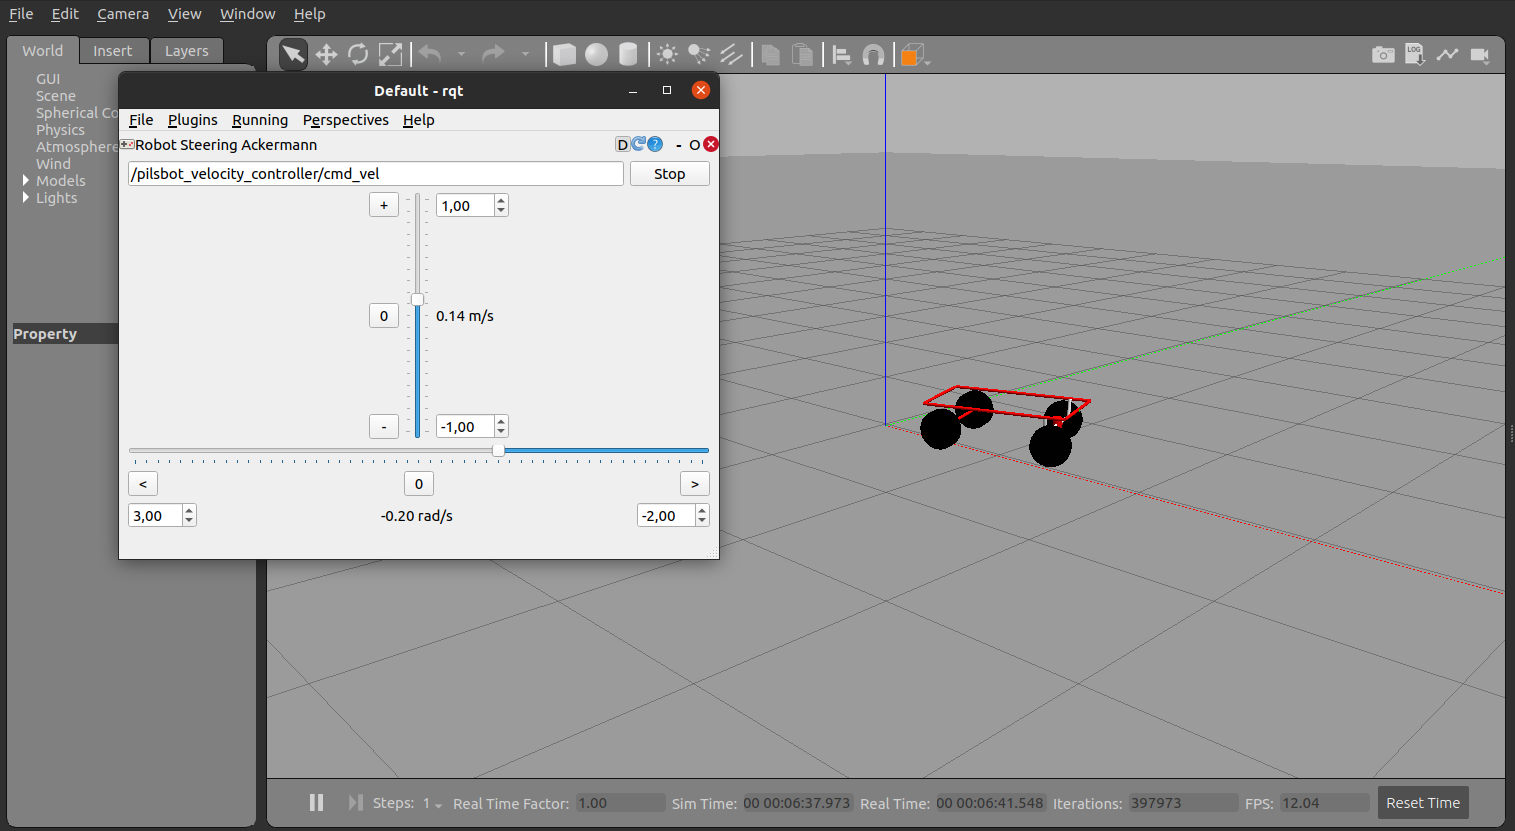 File Edit Camera View Window Help
World Insert Layers
LOG
GUI
Scene
Spherical Co
Physics
Atmosphere
Wind
Models
Lights
Property
Default - rqt
File Plugins Running Perspectives Help
Robot Steering Ackermann
D ? - O
/pilsbot_velocity_controller/cmd_vel Stop
+ 1,00
0 0.14 m/s
- -1,00
< 0 >
3,00 -0.20 rad/s -2,00
Steps: 1 Real Time Factor: 1.00 Sim Time: 00 00:06:37.973 Real Time: 00 00:06:41.548 Iterations: 397973 FPS: 12.04 Reset Time